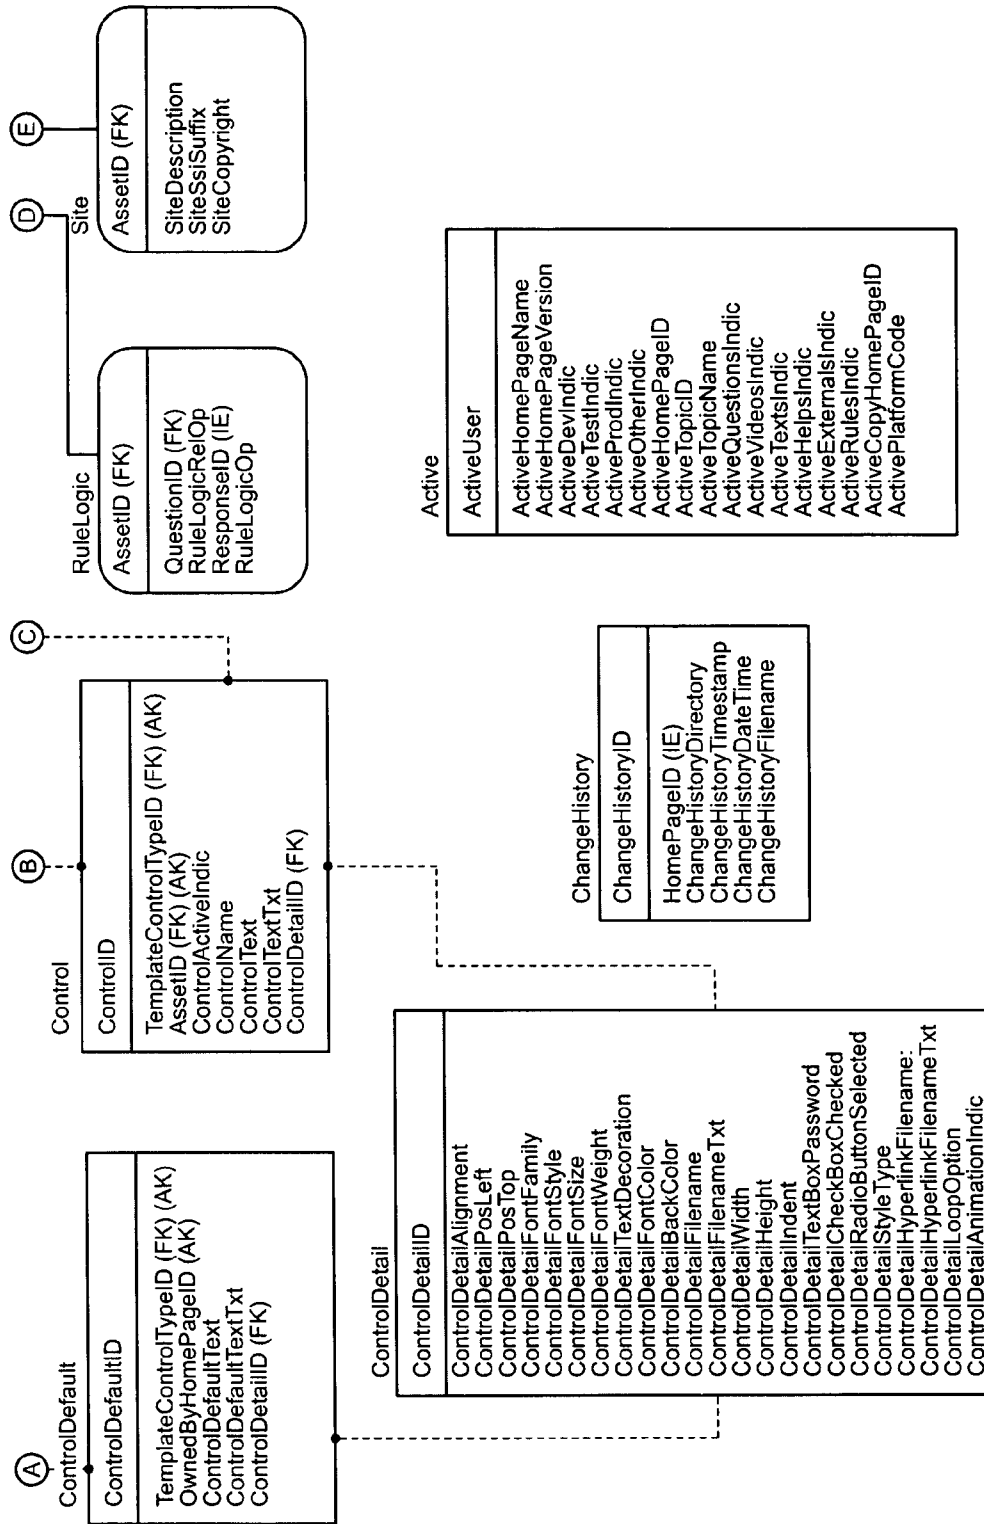 A
ControlDefault
ControlDefaultID
TemplateControlTypeID (FK) (AK)
OwnedByHomePageID (AK)
ControlDefaultText
ControlDefaultTextTxt
ControlDetailID (FK)
B
Control
ControlID
TemplateControlTypeID (FK) (AK)
AssetID (FK) (AK)
ControlActiveIndic
ControlName
ControlText
ControlTextTxt
ControlDetailID (FK)
C
RuleLogic
AssetID (FK)
QuestionID (FK)
RuleLogicRelOp
ResponseID (IE)
RuleLogicOp
D
Site
E
AssetID (FK)
SiteDescription
SiteSsiSuffix
SiteCopyright
ControlDetail
ControlDetailID
ControlDetailAlignment
ControlDetailPosLeft
ControlDetailPosTop
ControlDetailFontFamily
ControlDetailFontStyle
ControlDetailFontSize
ControlDetailFontWeight
ControlDetailTextDecoration
ControlDetailFontColor
ControlDetailBackColor
ControlDetailFilename
ControlDetailFilenameTxt
ControlDetailWidth
ControlDetailHeight
ControlDetailIndent
ControlDetailTextBoxPassword
ControlDetailCheckBoxChecked
ControlDetailRadioButtonSelected
ControlDetailStyleType
ControlDetailHyperlinkFilename:
ControlDetailHyperlinkFilenameTxt
ControlDetailLoopOption
ControlDetailAnimationIndic
ChangeHistory
ChangeHistoryID
HomePageID (IE)
ChangeHistoryDirectory
ChangeHistoryTimestamp
ChangeHistoryDateTime
ChangeHistoryFilename
Active
ActiveUser
ActiveHomePageName
ActiveHomePageVersion
ActiveDevIndic
ActiveTestIndic
ActiveProdIndic
ActiveOtherIndic
ActiveHomePageID
ActiveTopicID
ActiveTopicName
ActiveQuestionsIndic
ActiveVideosIndic
ActiveTextsIndic
ActiveHelpsIndic
ActiveExternalsIndic
ActiveRulesIndic
ActiveCopyHomePageID
ActivePlatformCode